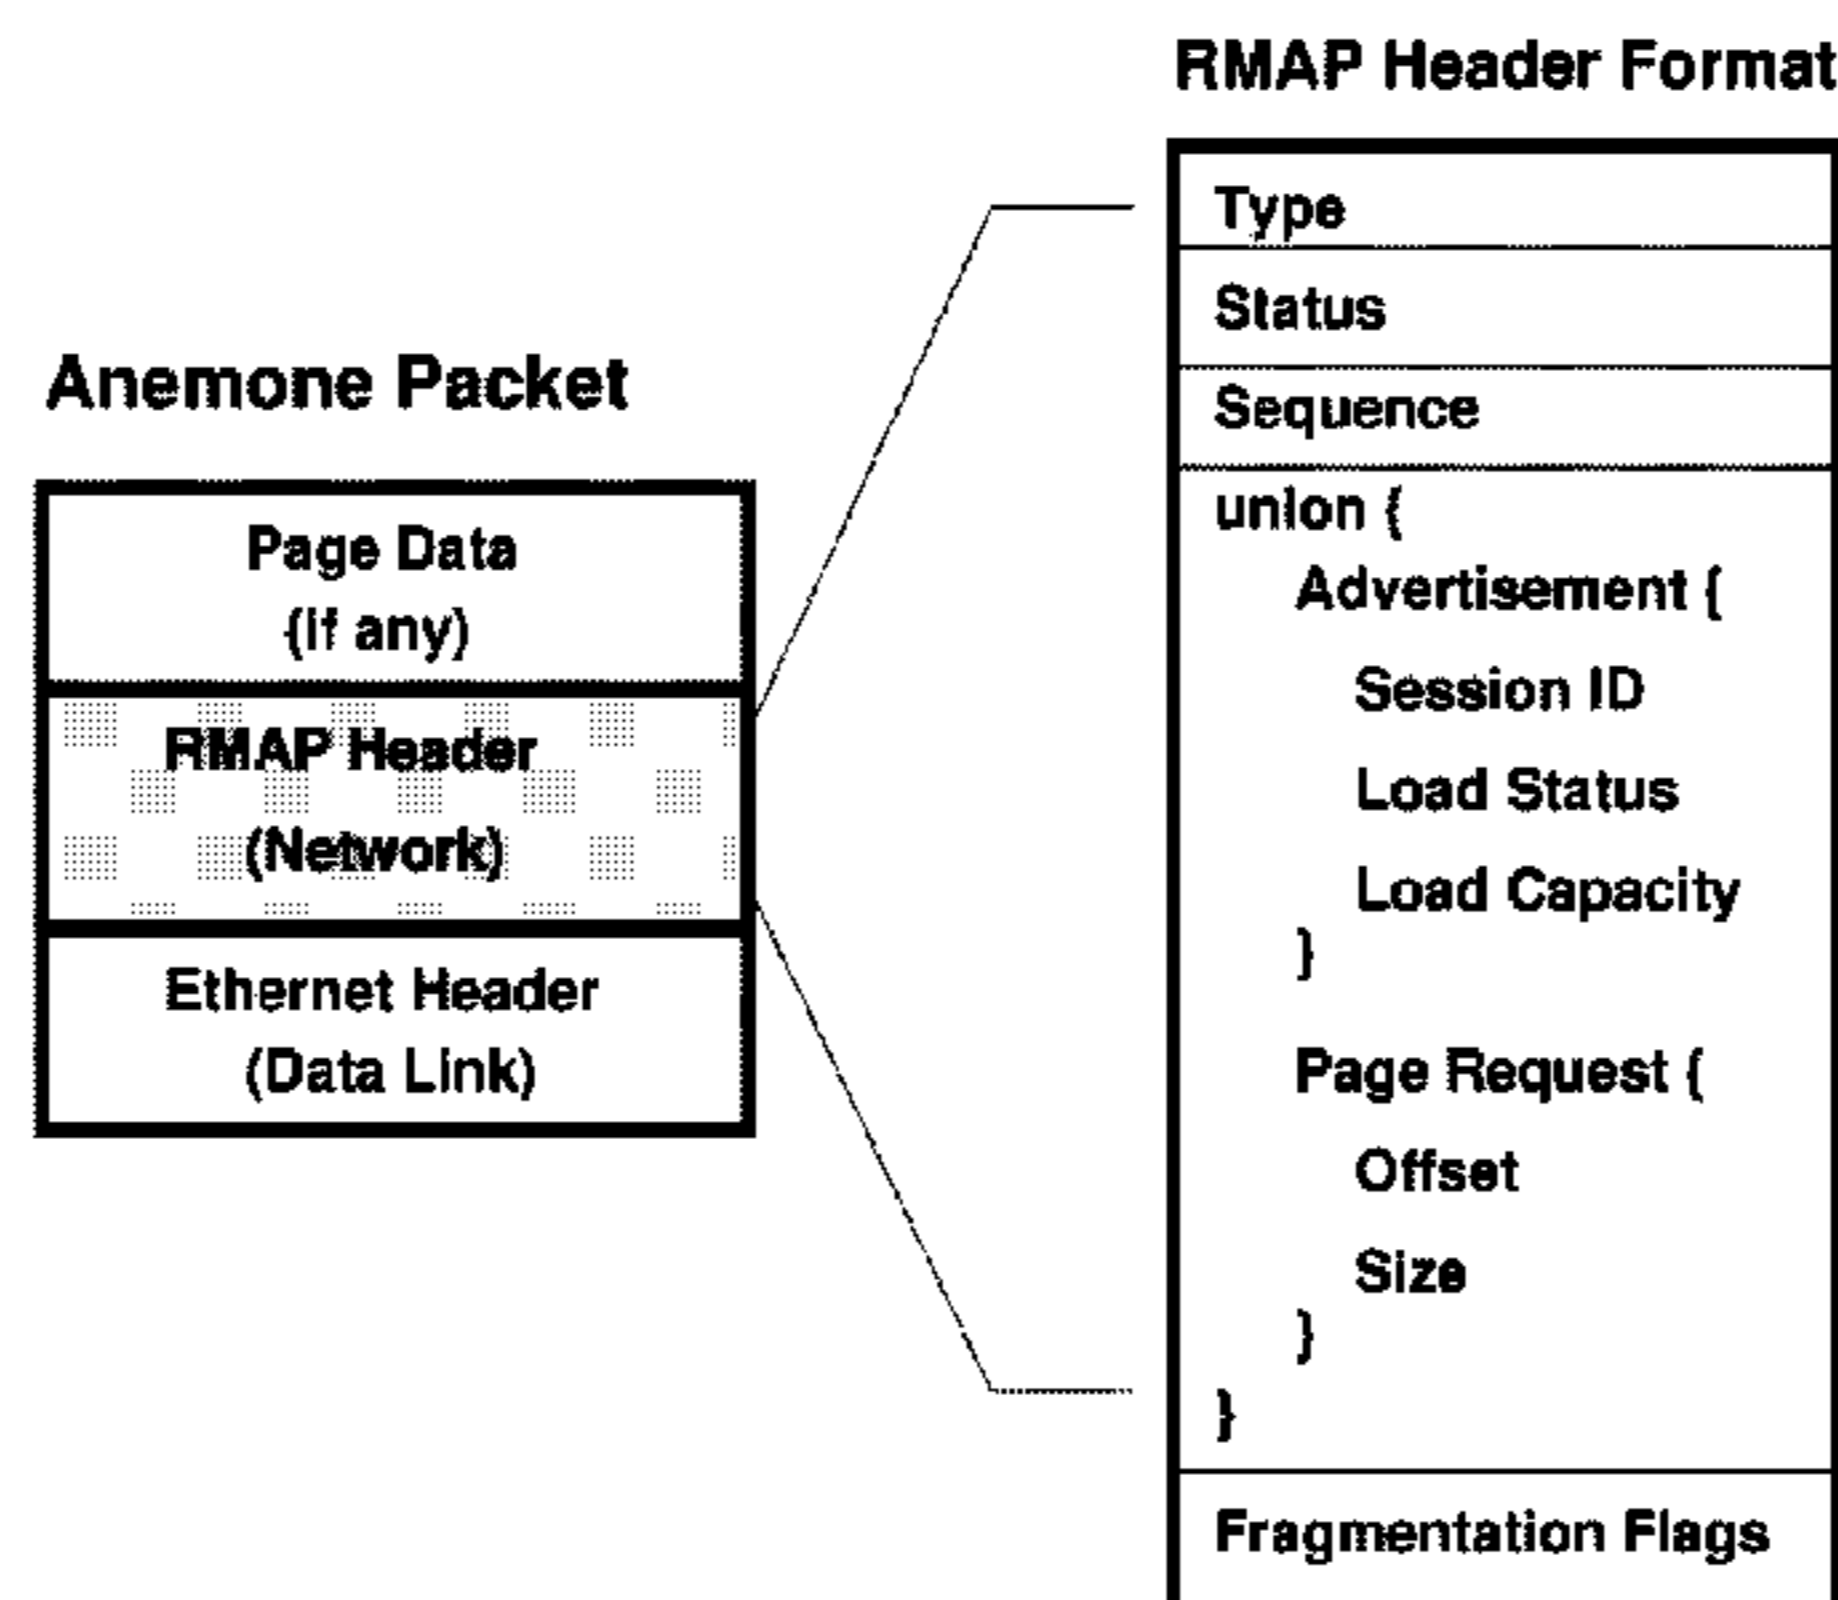 RMAP Header Format
Anemone Packet
Page Data
(if any)
RMAP Header
(Network)
Ethernet Header
(Data Link)
Type
Status
Sequence
union {
Advertisement {
Session ID
Load Status
Load Capacity
}
Page Request {
Offset
Size
}
}
Fragmentation Flags